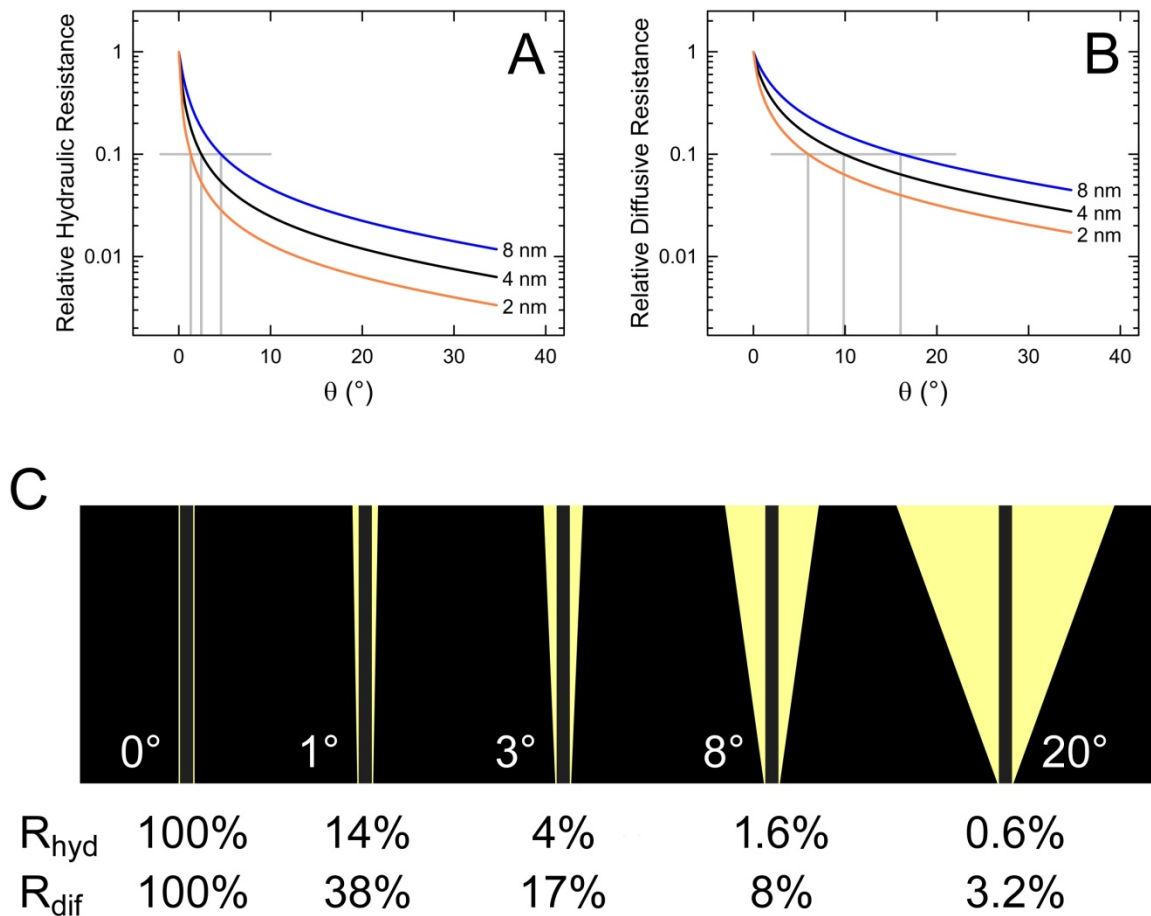 A
Relative Hydraulic Resistance
1
0.1
0.01
8 nm
4 nm
2 nm
0 10 20 30 40
θ (°)
B
Relative Diffusive Resistance
1
0.1
0.01
8 nm
4 nm
2 nm
0 10 20 30 40
θ (°)
C
0° 1° 3° 8° 20°
Rhyd 100% 14% 4% 1.6% 0.6%
Rdif 100% 38% 17% 8% 3.2%